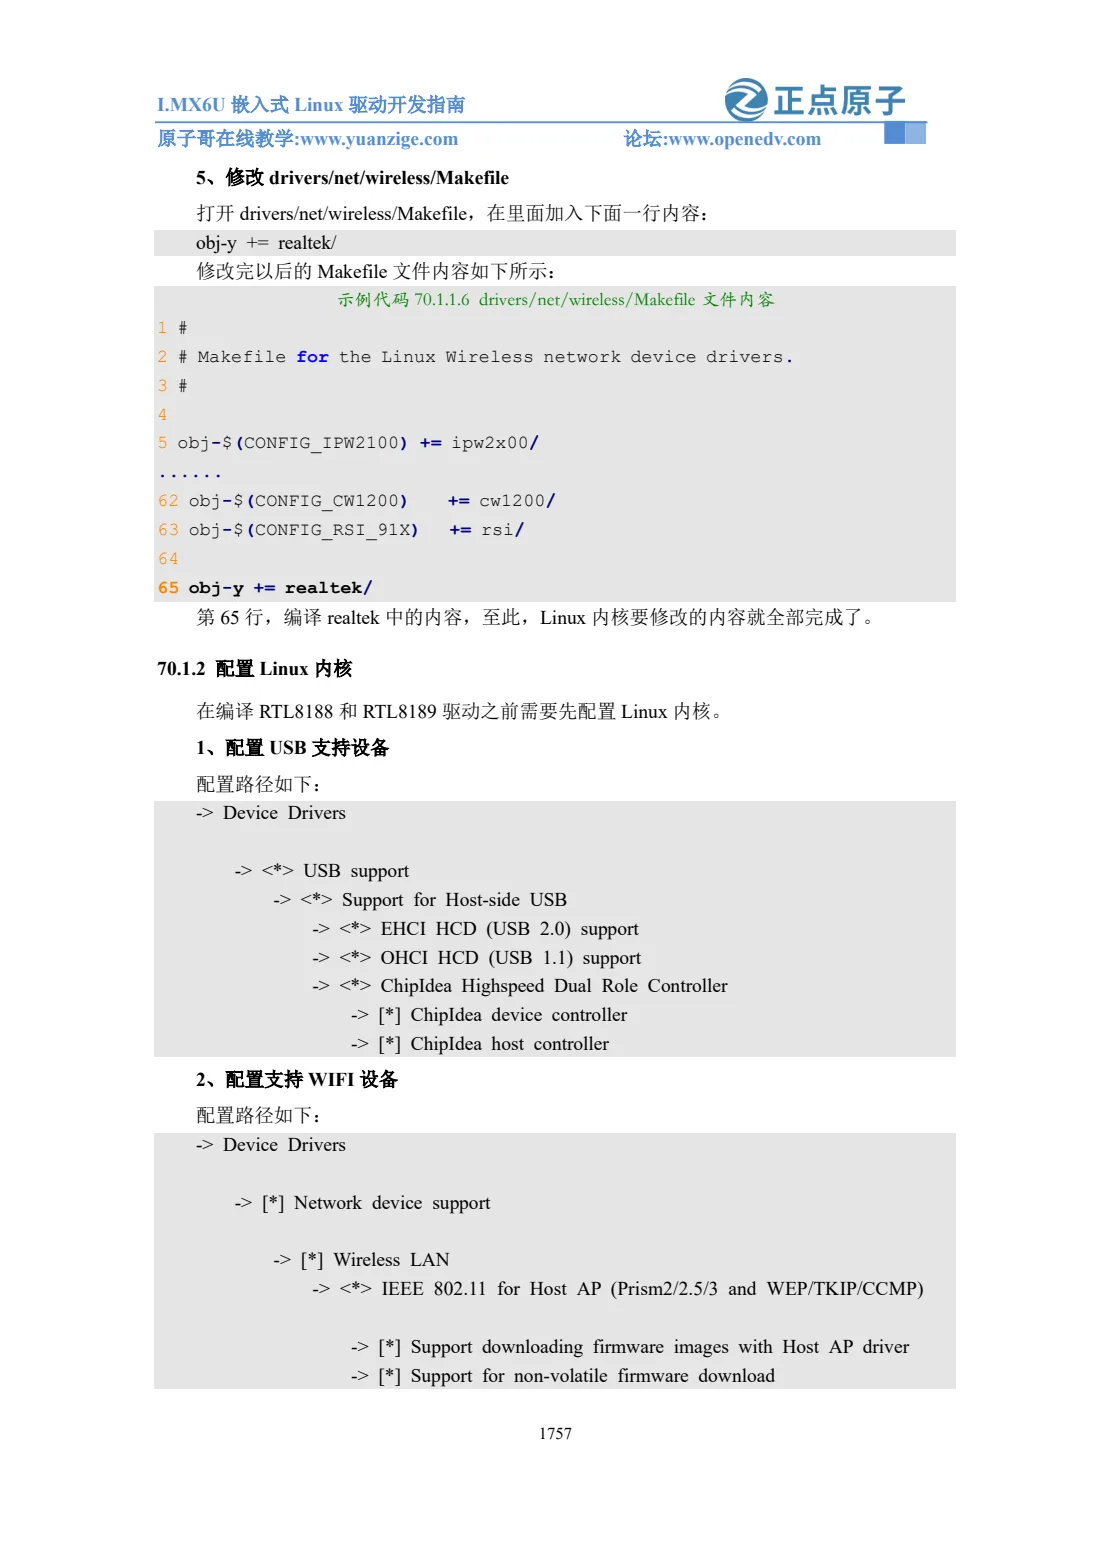 I.MX6U 嵌入式 Linux 驱动开发指南
正点原子
原子哥在线教学:www.yuanzige.com 论坛:www.openedv.com
5、修改 drivers/net/wireless/Makefile
打开 drivers/net/wireless/Makefile，在里面加入下面一行内容：
obj-y += realtek/
修改完以后的 Makefile 文件内容如下所示：
示例代码 70.1.1.6 drivers/net/wireless/Makefile 文件内容
1 #
2 # Makefile for the Linux Wireless network device drivers.
3 #
4
5 obj-$(CONFIG_IPW2100) += ipw2x00/
......
62 obj-$(CONFIG_CW1200) += cw1200/
63 obj-$(CONFIG_RSI_91X) += rsi/
64
65 obj-y += realtek/
第 65 行，编译 realtek 中的内容，至此，Linux 内核要修改的内容就全部完成了。
70.1.2 配置 Linux 内核
在编译 RTL8188 和 RTL8189 驱动之前需要先配置 Linux 内核。
1、配置 USB 支持设备
配置路径如下：
-> Device Drivers
-> <*> USB support
-> <*> Support for Host-side USB
-> <*> EHCI HCD (USB 2.0) support
-> <*> OHCI HCD (USB 1.1) support
-> <*> ChipIdea Highspeed Dual Role Controller
-> [*] ChipIdea device controller
-> [*] ChipIdea host controller
2、配置支持 WIFI 设备
配置路径如下：
-> Device Drivers
-> [*] Network device support
-> [*] Wireless LAN
-> <*> IEEE 802.11 for Host AP (Prism2/2.5/3 and WEP/TKIP/CCMP)
-> [*] Support downloading firmware images with Host AP driver
-> [*] Support for non-volatile firmware download
1757